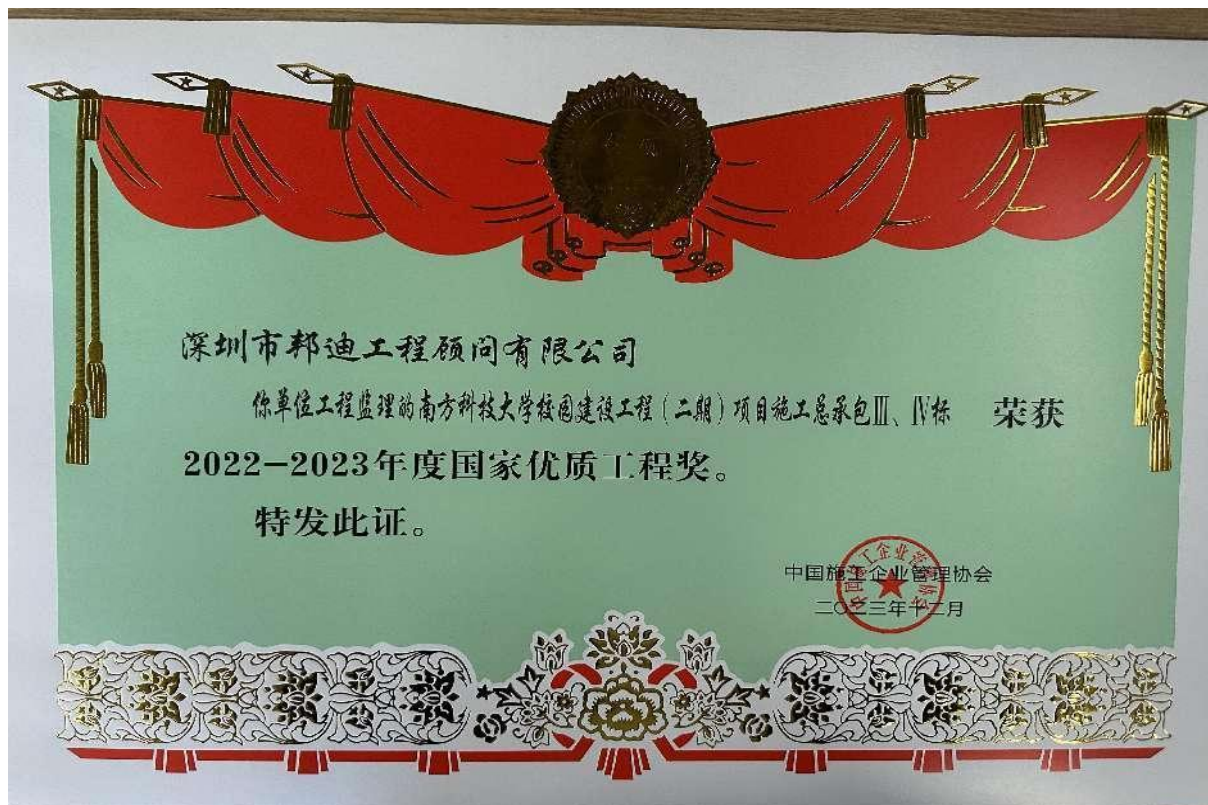 深圳市邦迪工程顾问有限公司
你单位工程监理的南方科技大学校园建设工程（二期）项目施工总承包Ⅲ、Ⅳ标 荣获
2022-2023年度国家优质工程奖。
特发此证。
中国施工企业管理协会
二〇二三年十二月